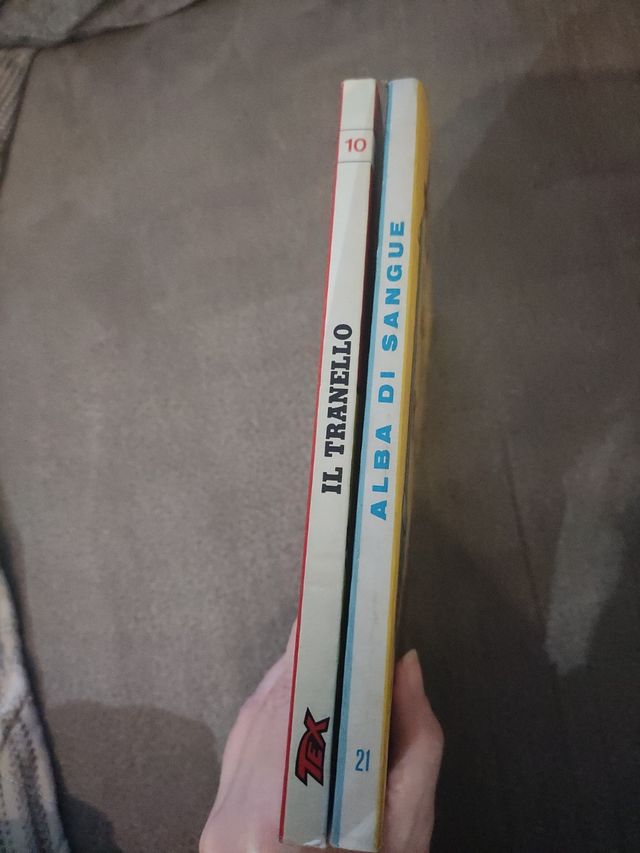 10
IL TRANELLO
TEX
ALBA DI SANGUE
21